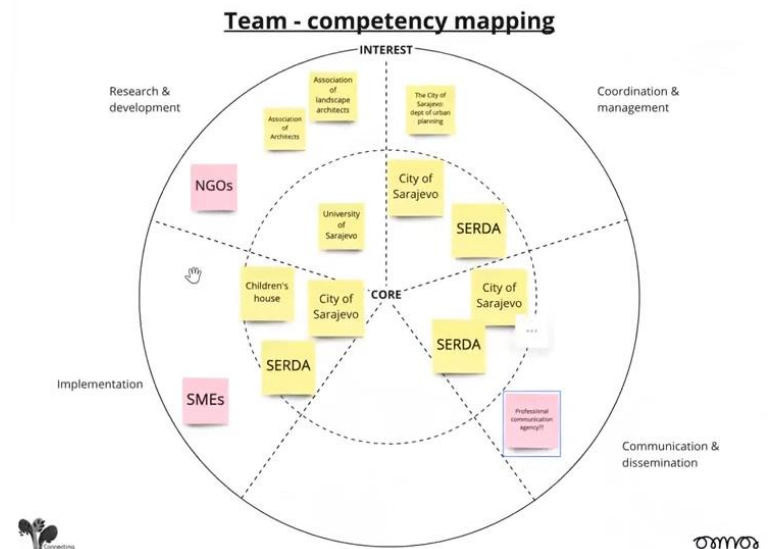 Team - competency mapping
INTEREST
Research &
development
Coordination &
management
Association
of
landscape
architects
Association
of
Architects
The City of
Sarajevo:
dept of urban
planning
NGOs
City of
Sarajevo
University
of
Sarajevo
SERDA
Children's
house
City of
Sarajevo
CORE
City of
Sarajevo
...
SERDA
SERDA
Implementation
SMEs
Professional
communication
agency??
Communication &
dissemination
Connecting